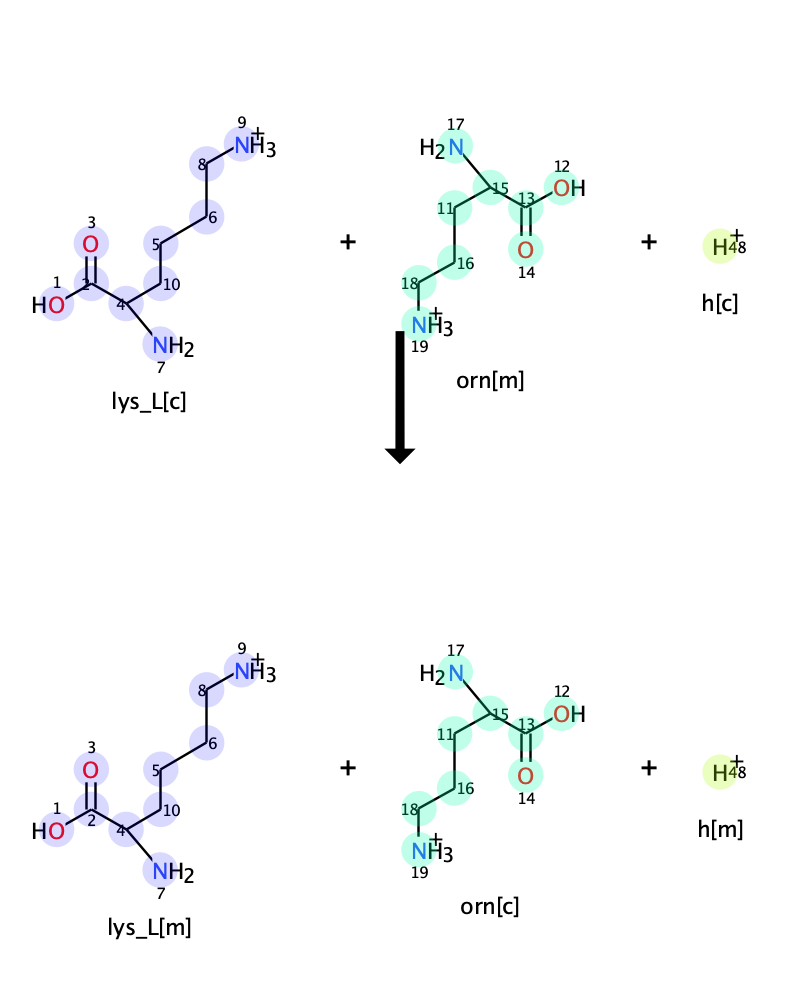 9
NH3+
8
6
3
O
5
1
HO
2
4
10
NH2
7
lys_L[c]
+
17
H2N
12
OH
15
13
11
O
14
16
18
NH3+
19
orn[m]
+
H+
48
h[c]
9
NH3+
8
6
3
O
5
1
HO
2
4
10
NH2
7
lys_L[m]
+
17
H2N
12
OH
15
13
11
O
14
16
18
NH3+
19
orn[c]
+
H+
48
h[m]